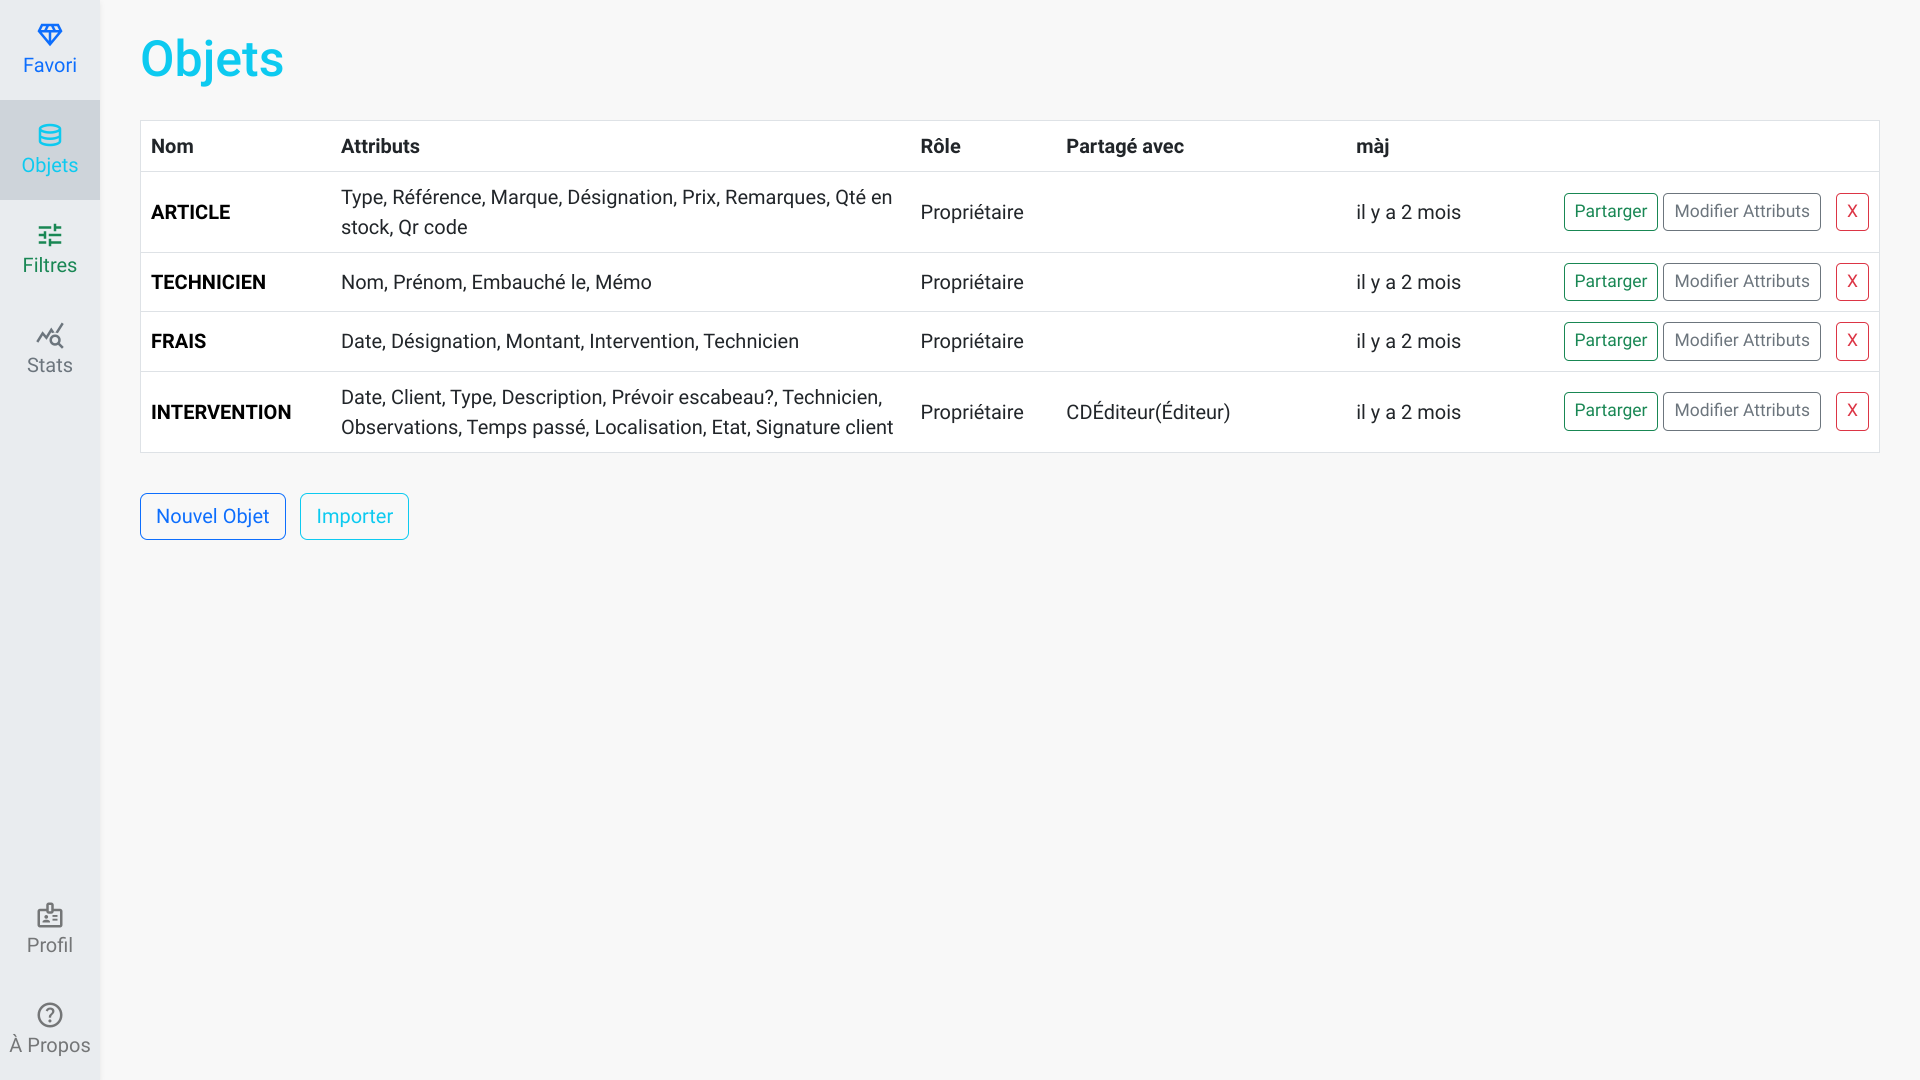 Favori
Objets
Filtres
Stats
Profil
À Propos
Objets
Nom Attributs Rôle Partagé avec màj
ARTICLE Type, Référence, Marque, Désignation, Prix, Remarques, Qté en stock, Qr code Propriétaire il y a 2 mois Partarger Modifier Attributs X
TECHNICIEN Nom, Prénom, Embauché le, Mémo Propriétaire il y a 2 mois Partarger Modifier Attributs X
FRAIS Date, Désignation, Montant, Intervention, Technicien Propriétaire il y a 2 mois Partarger Modifier Attributs X
INTERVENTION Date, Client, Type, Description, Prévoir escabeau?, Technicien, Observations, Temps passé, Localisation, Etat, Signature client Propriétaire CDÉditeur(Éditeur) il y a 2 mois Partarger Modifier Attributs X
Nouvel Objet Importer